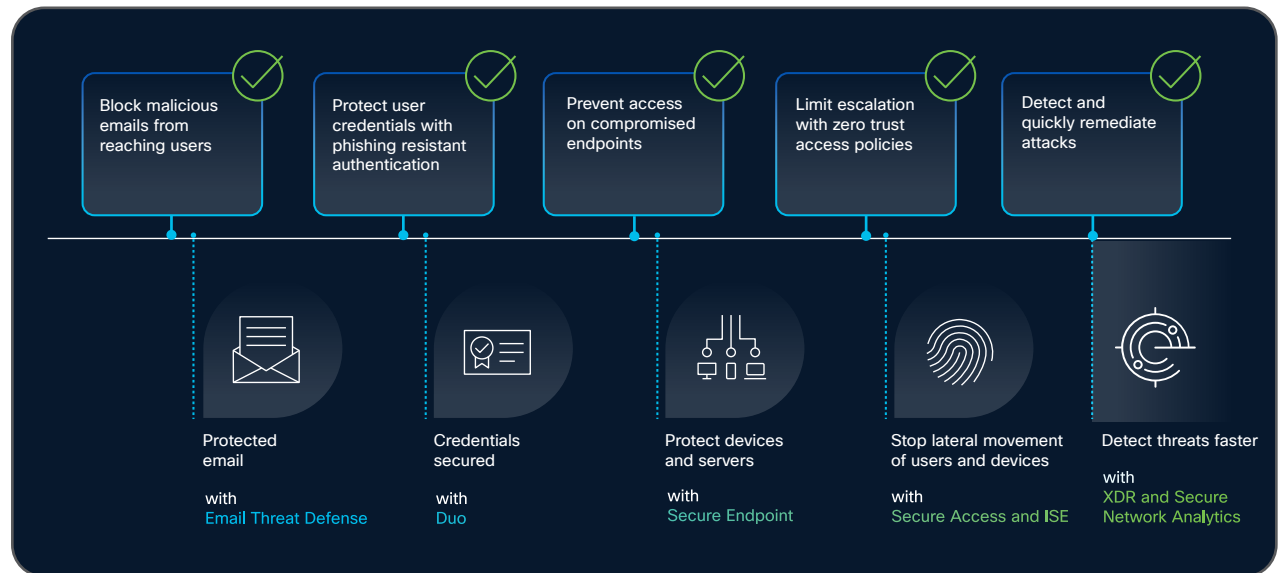 Block malicious
emails from
reaching users
Protect user
credentials with
phishing resistant
authentication
Prevent access
on compromised
endpoints
Limit escalation
with zero trust
access policies
Detect and
quickly remediate
attacks
Protected
email
with
Email Threat Defense
Credentials
secured
with
Duo
Protect devices
and servers
with
Secure Endpoint
Stop lateral movement
of users and devices
with
Secure Access and ISE
Detect threats faster
with
XDR and Secure
Network Analytics